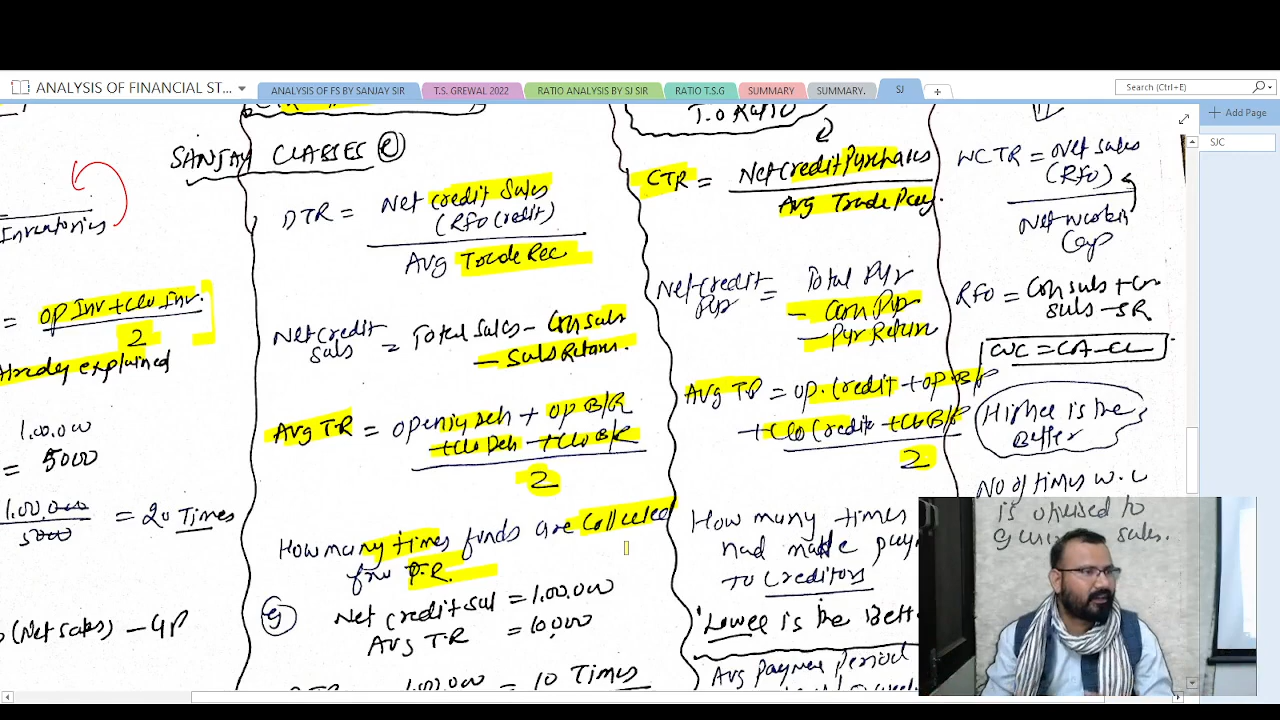 ANALYSIS OF FINANCIAL ST...
ANALYSIS OF FS BY SANJAY SIR
T.S. GREWAL 2022
RATIO ANALYSIS BY SJ SIR
RATIO T.S.G
SUMMARY
SUMMARY.
SJ
Search (Ctrl+E)
Add Page
SJC
Inventories
= op Inv + Clo Inv.
2
Already explained
1,00,000
= 5000
1,00,000
5000
= 20 Times
(Net sales) - GP
SANJAY CLASSES
DTR = Net credit Sales
(RFO Credit)
Avg Trade Rec
Net credit
sales = Total Sales - Cash sales
- Sales Return.
Avg TR = opening Deb + op B/R
+ Clo Deb + Clo B/R
2
How many times funds are collected
from T.R.
eg
Net credit sal = 1,00,000
Avg T.R = 10,000
1,00,000 = 10 Times
T.O Ratio
CTR = Net Credit Purchases
Avg Trade Pay.
Net Credit
Pur = Total Pur
- Cash Pur
- Pur Return
Avg TP = op. Credit + op B/P
+ Clo Credit + Clo B/P
2
How many times
had made paym
to Creditors
Lower is the Bett
Avg Payment Period
WCTR = Net sales
(RFO)
Net workin
Cap
RFO = Cash sales + Cr
sales - SR
WC = CA - CL
Higher is the
Better
No of times W.C
is utilised to
sales.